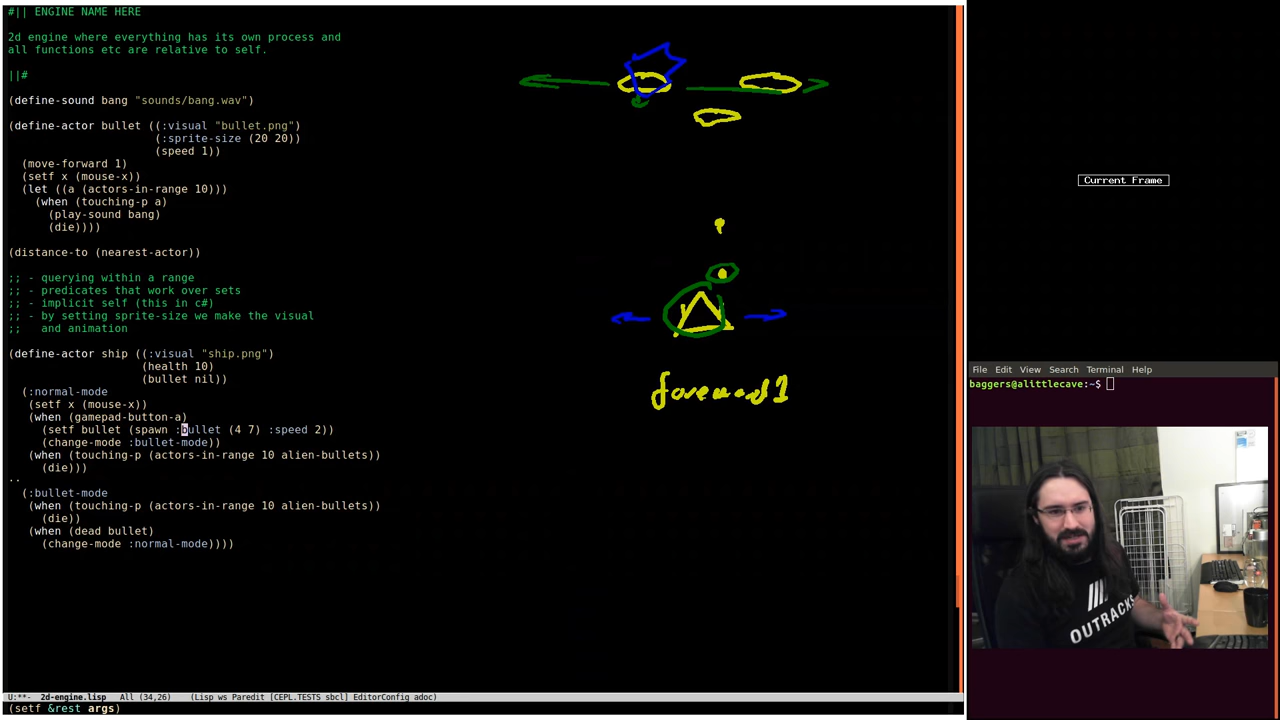 #|| ENGINE NAME HERE
2d engine where everything has its own process and
all functions etc are relative to self.
||#
(define-sound bang "sounds/bang.wav")
(define-actor bullet ((:visual "bullet.png")
(:sprite-size (20 20))
(speed 1))
(move-forward 1)
(setf x (mouse-x))
(let ((a (actors-in-range 10)))
(when (touching-p a)
(play-sound bang)
(die))))
(distance-to (nearest-actor))
;; - querying within a range
;; - predicates that work over sets
;; - implicit self (this in c#)
;; - by setting sprite-size we make the visual
;;   and animation
(define-actor ship ((:visual "ship.png")
(health 10)
(bullet nil))
(:normal-mode
(setf x (mouse-x))
(when (gamepad-button-a)
(setf bullet (spawn :bullet (4 7) :speed 2))
(change-mode :bullet-mode))
(when (touching-p (actors-in-range 10 alien-bullets))
(die)))
..
(:bullet-mode
(when (touching-p (actors-in-range 10 alien-bullets))
(die))
(when (dead bullet)
(change-mode :normal-mode))))
U:**-  2d-engine.lisp   All (34,26)    (Lisp ws Paredit [CEPL.TESTS sbcl] EditorConfig adoc)
(setf &rest args)
foreward 1
Current Frame
File Edit View Search Terminal Help
baggers@alittlecave:~$
OUTRACKS